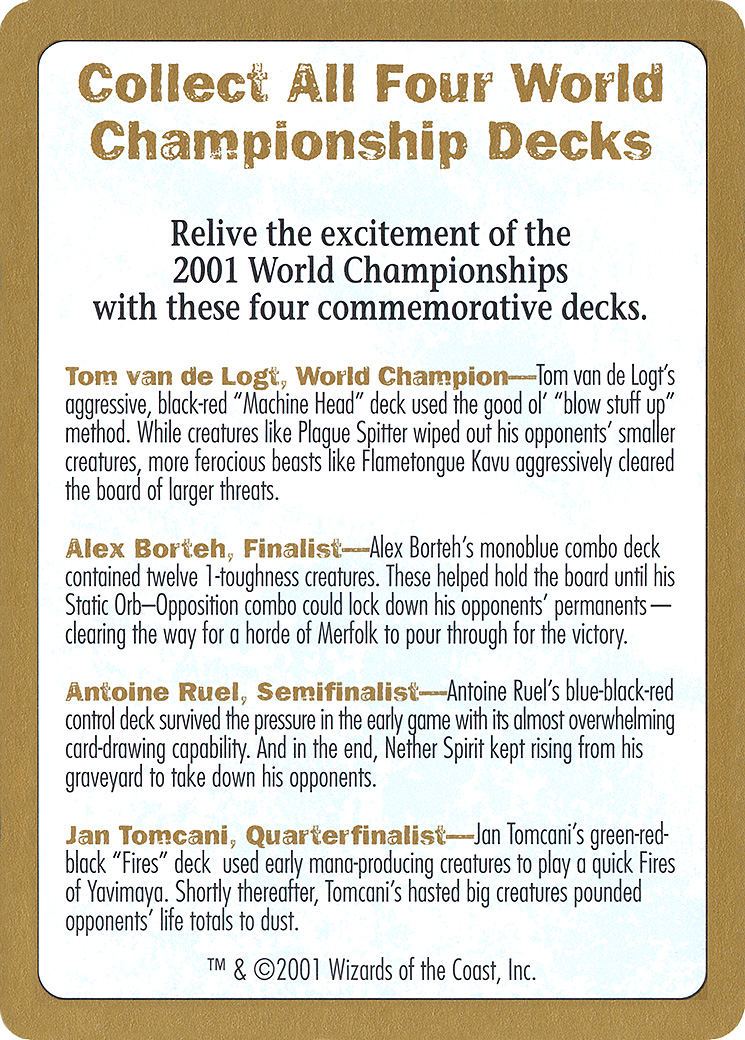 Collect All Four World
Championship Decks
Relive the excitement of the
2001 World Championships
with these four commemorative decks.
Tom van de Logt, World Champion—Tom van de Logt's
aggressive, black-red “Machine Head” deck used the good ol’ “blow stuff up”
method. While creatures like Plague Spitter wiped out his opponents’ smaller
creatures, more ferocious beasts like Flametongue Kavu aggressively cleared
the board of larger threats.
Alex Borteh, Finalist—Alex Borteh’s monoblue combo deck
contained twelve 1-toughness creatures. These helped hold the board until his
Static Orb–Opposition combo could lock down his opponents’ permanents—
clearing the way for a horde of Merfolk to pour through for the victory.
Antoine Ruel, Semifinalist—Antoine Ruel’s blue-black-red
control deck survived the pressure in the early game with its almost overwhelming
card-drawing capability. And in the end, Nether Spirit kept rising from his
graveyard to take down his opponents.
Jan Tomcani, Quarterfinalist—Jan Tomcani’s green-red-
black “Fires” deck used early mana-producing creatures to play a quick Fires
of Yavimaya. Shortly thereafter, Tomcani’s hasted big creatures pounded
opponents’ life totals to dust.
™ & ©2001 Wizards of the Coast, Inc.